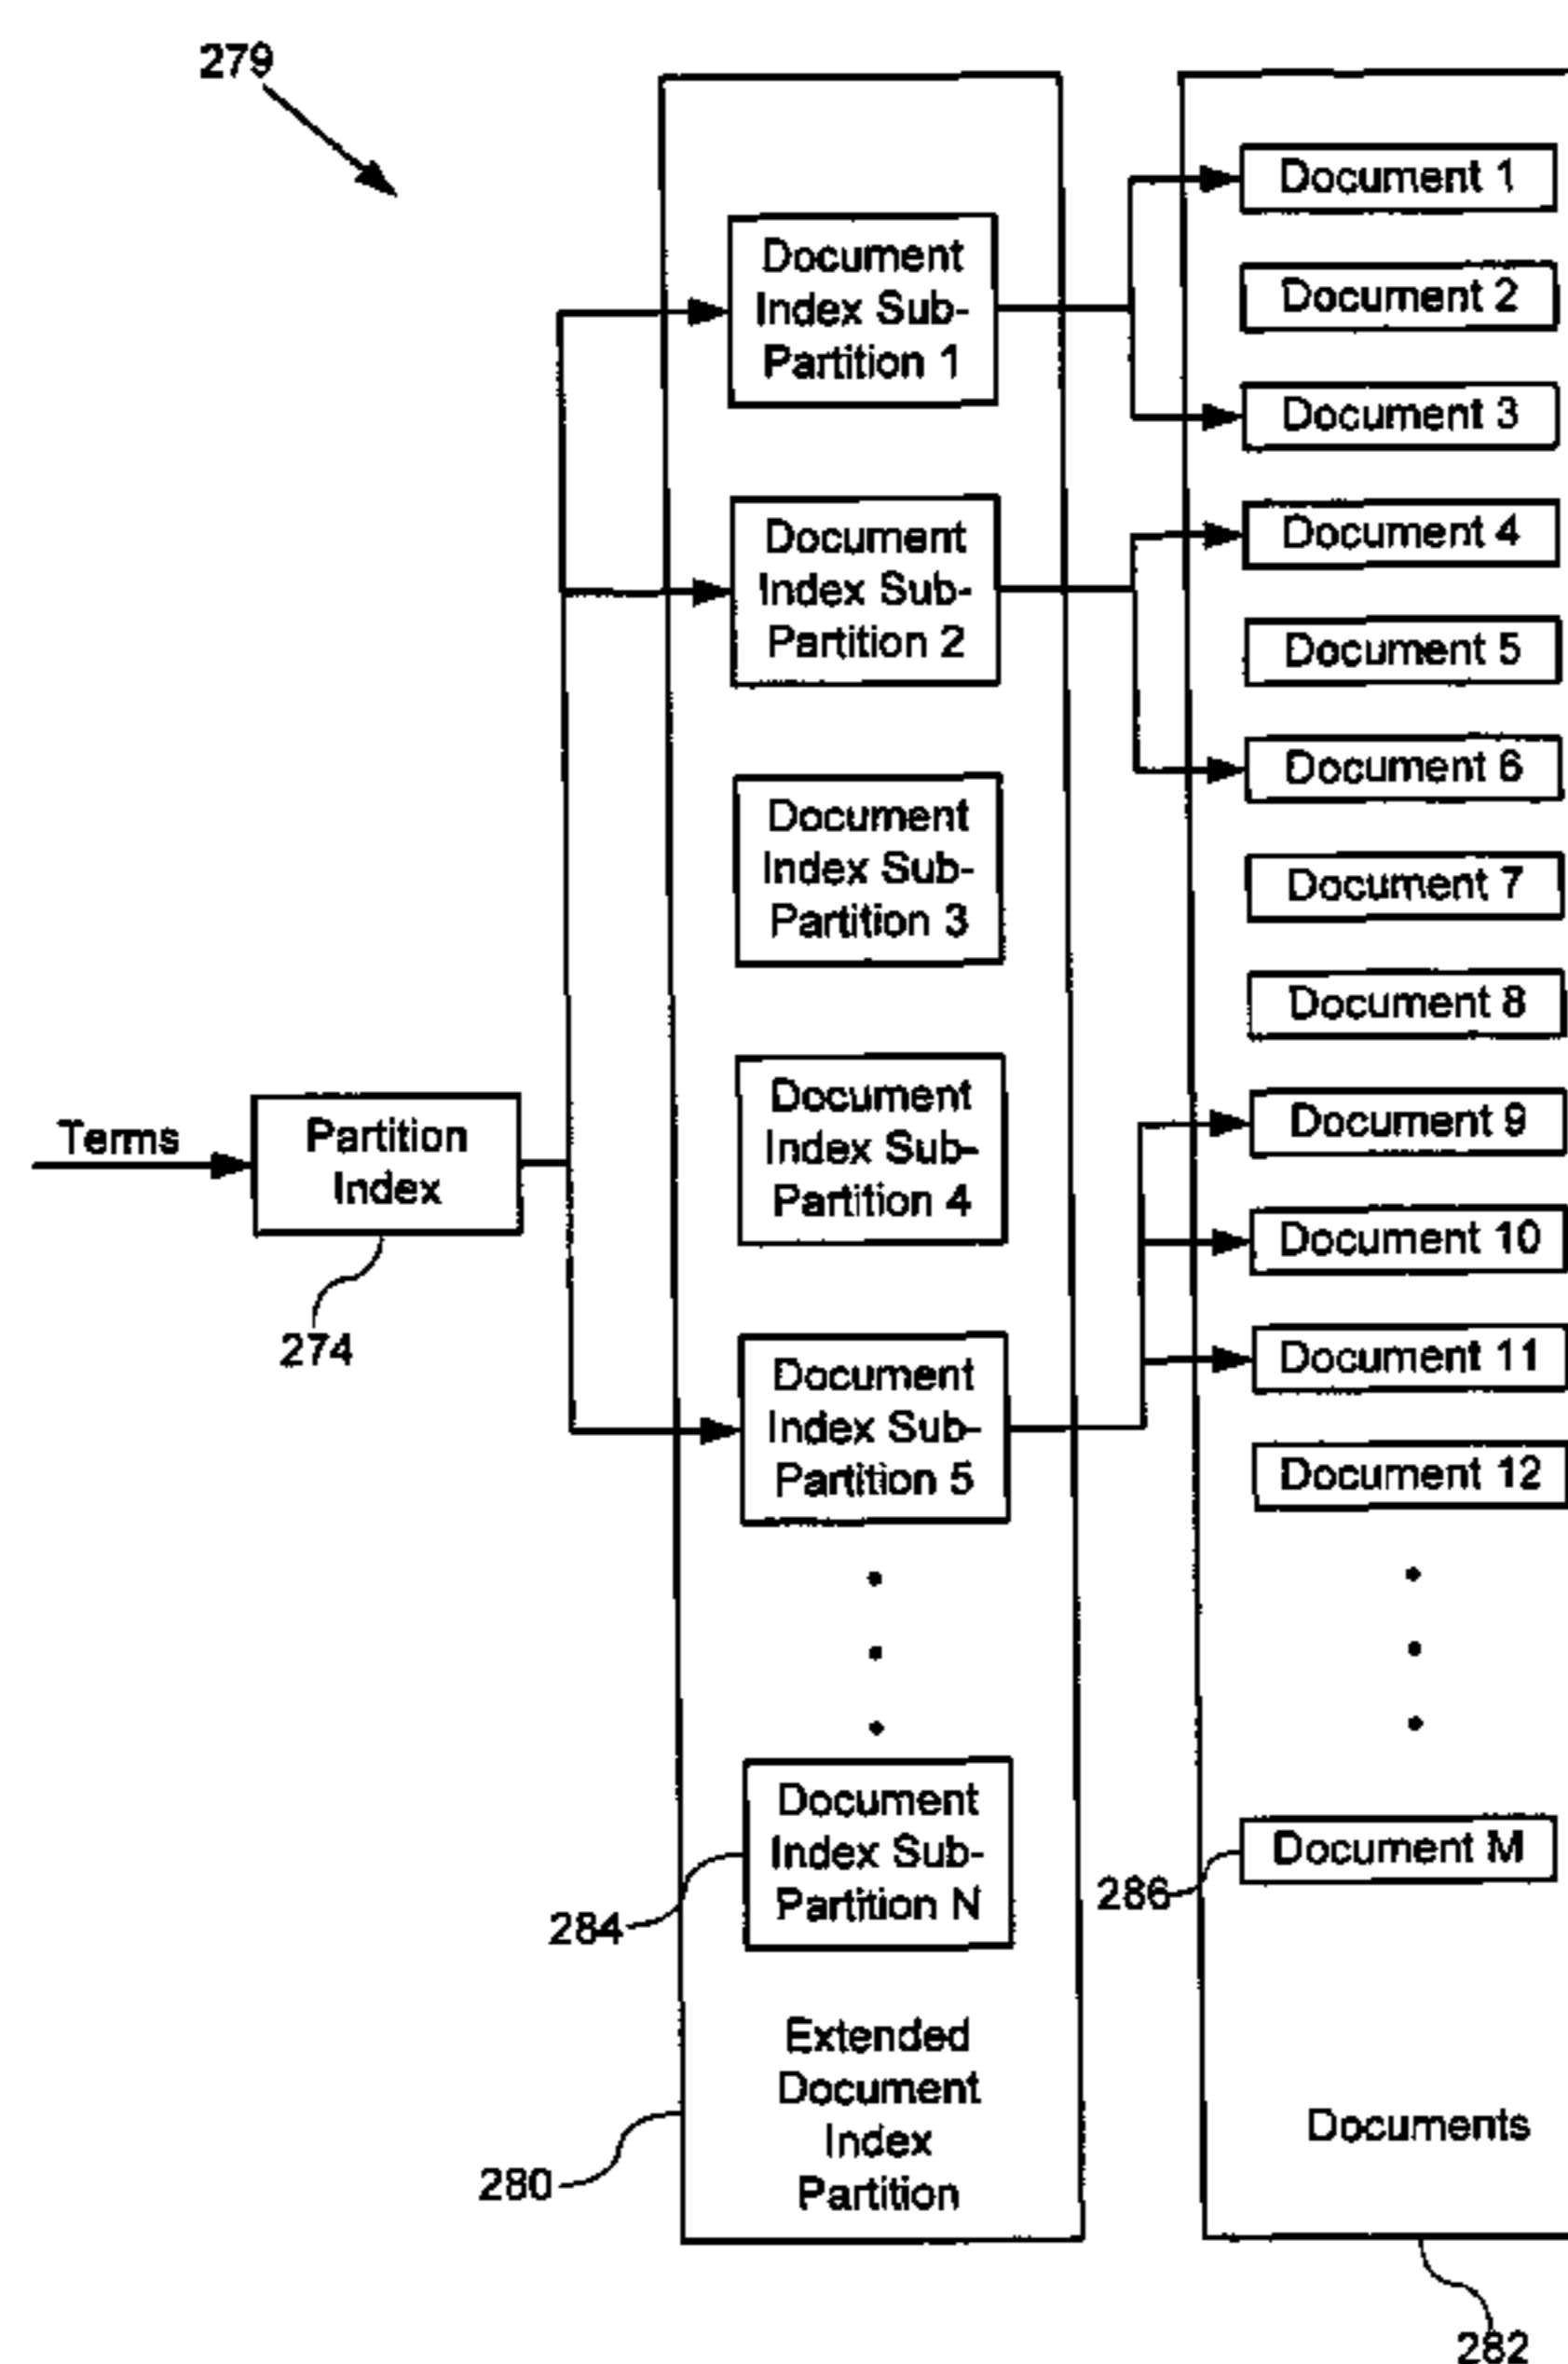 279
Document
Index Sub-
Partition 1
Document
Index Sub-
Partition 2
Document
Index Sub-
Partition 3
Document
Index Sub-
Partition 4
Document
Index Sub-
Partition 5
Document
Index Sub-
Partition N
284
Extended
Document
Index
Partition
280
Terms
Partition
Index
274
Document 1
Document 2
Document 3
Document 4
Document 5
Document 6
Document 7
Document 8
Document 9
Document 10
Document 11
Document 12
Document M
286
Documents
282